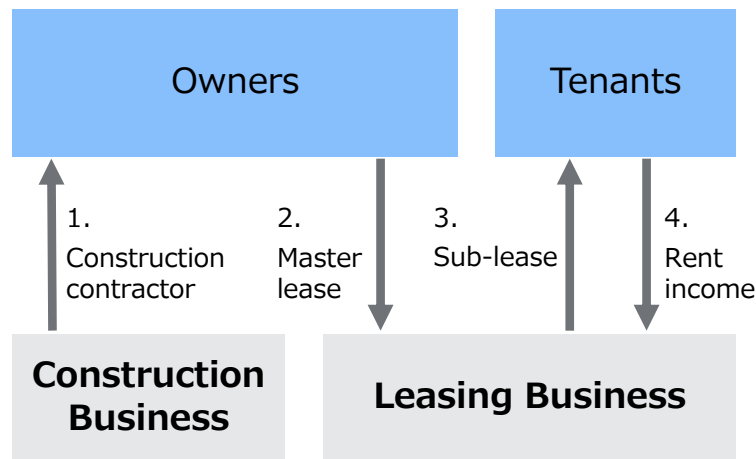 Owners
Tenants
1.
Construction
contractor
2.
Master
lease
3.
Sub-lease
4.
Rent
income
Construction
Business
Leasing Business